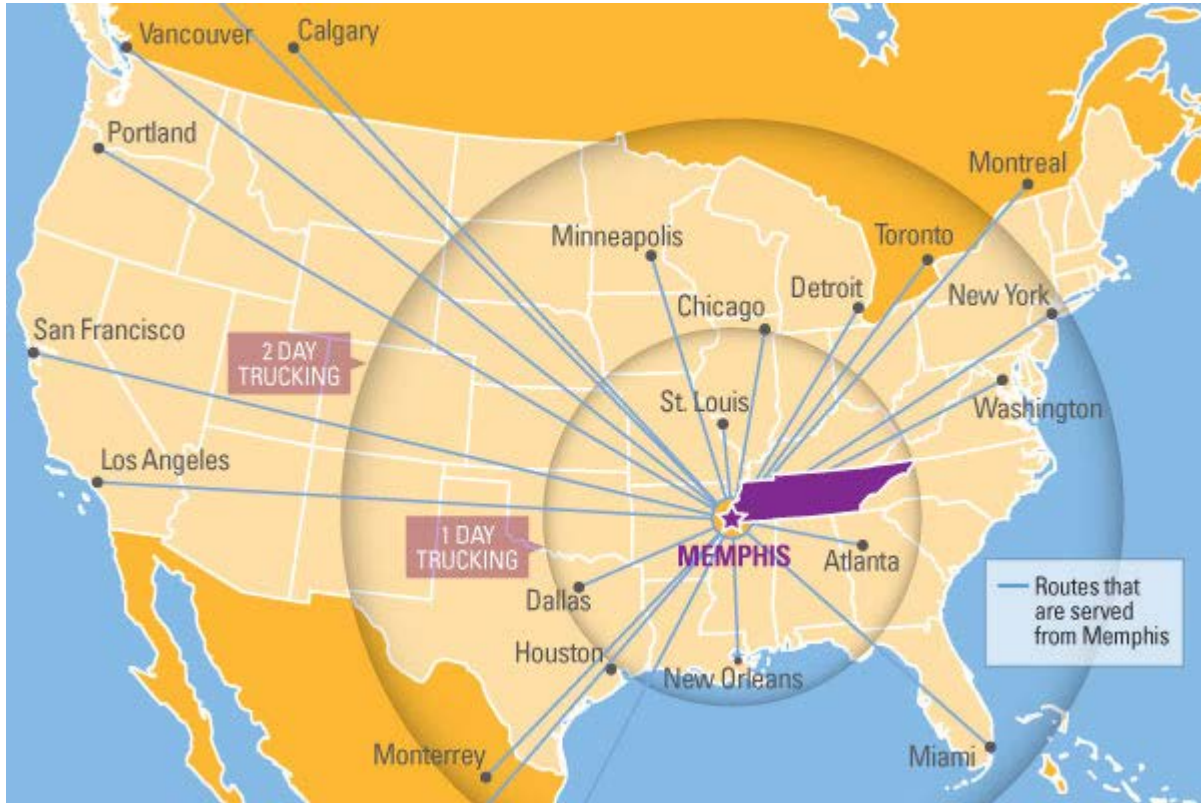 Vancouver
Calgary
Portland
Montreal
Minneapolis
Toronto
Detroit
New York
Chicago
San Francisco
2 DAY
TRUCKING
St. Louis
Washington
Los Angeles
1 DAY
TRUCKING
MEMPHIS
Atlanta
Dallas
Routes that
are served
from Memphis
Houston
New Orleans
Monterrey
Miami